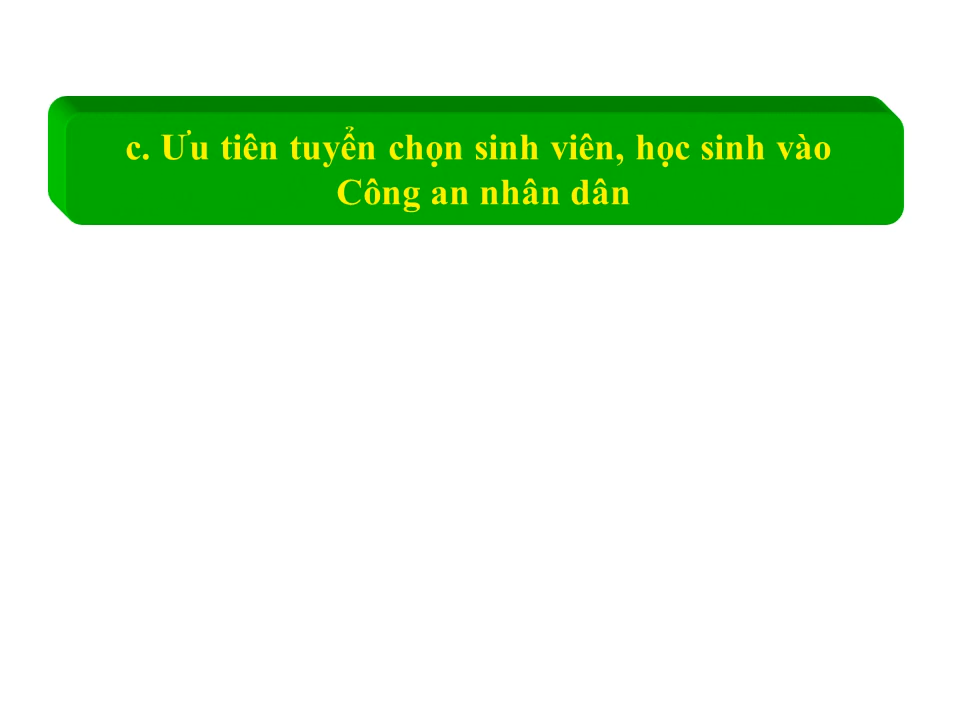 c. Ưu tiên tuyển chọn sinh viên, học sinh vào
Công an nhân dân